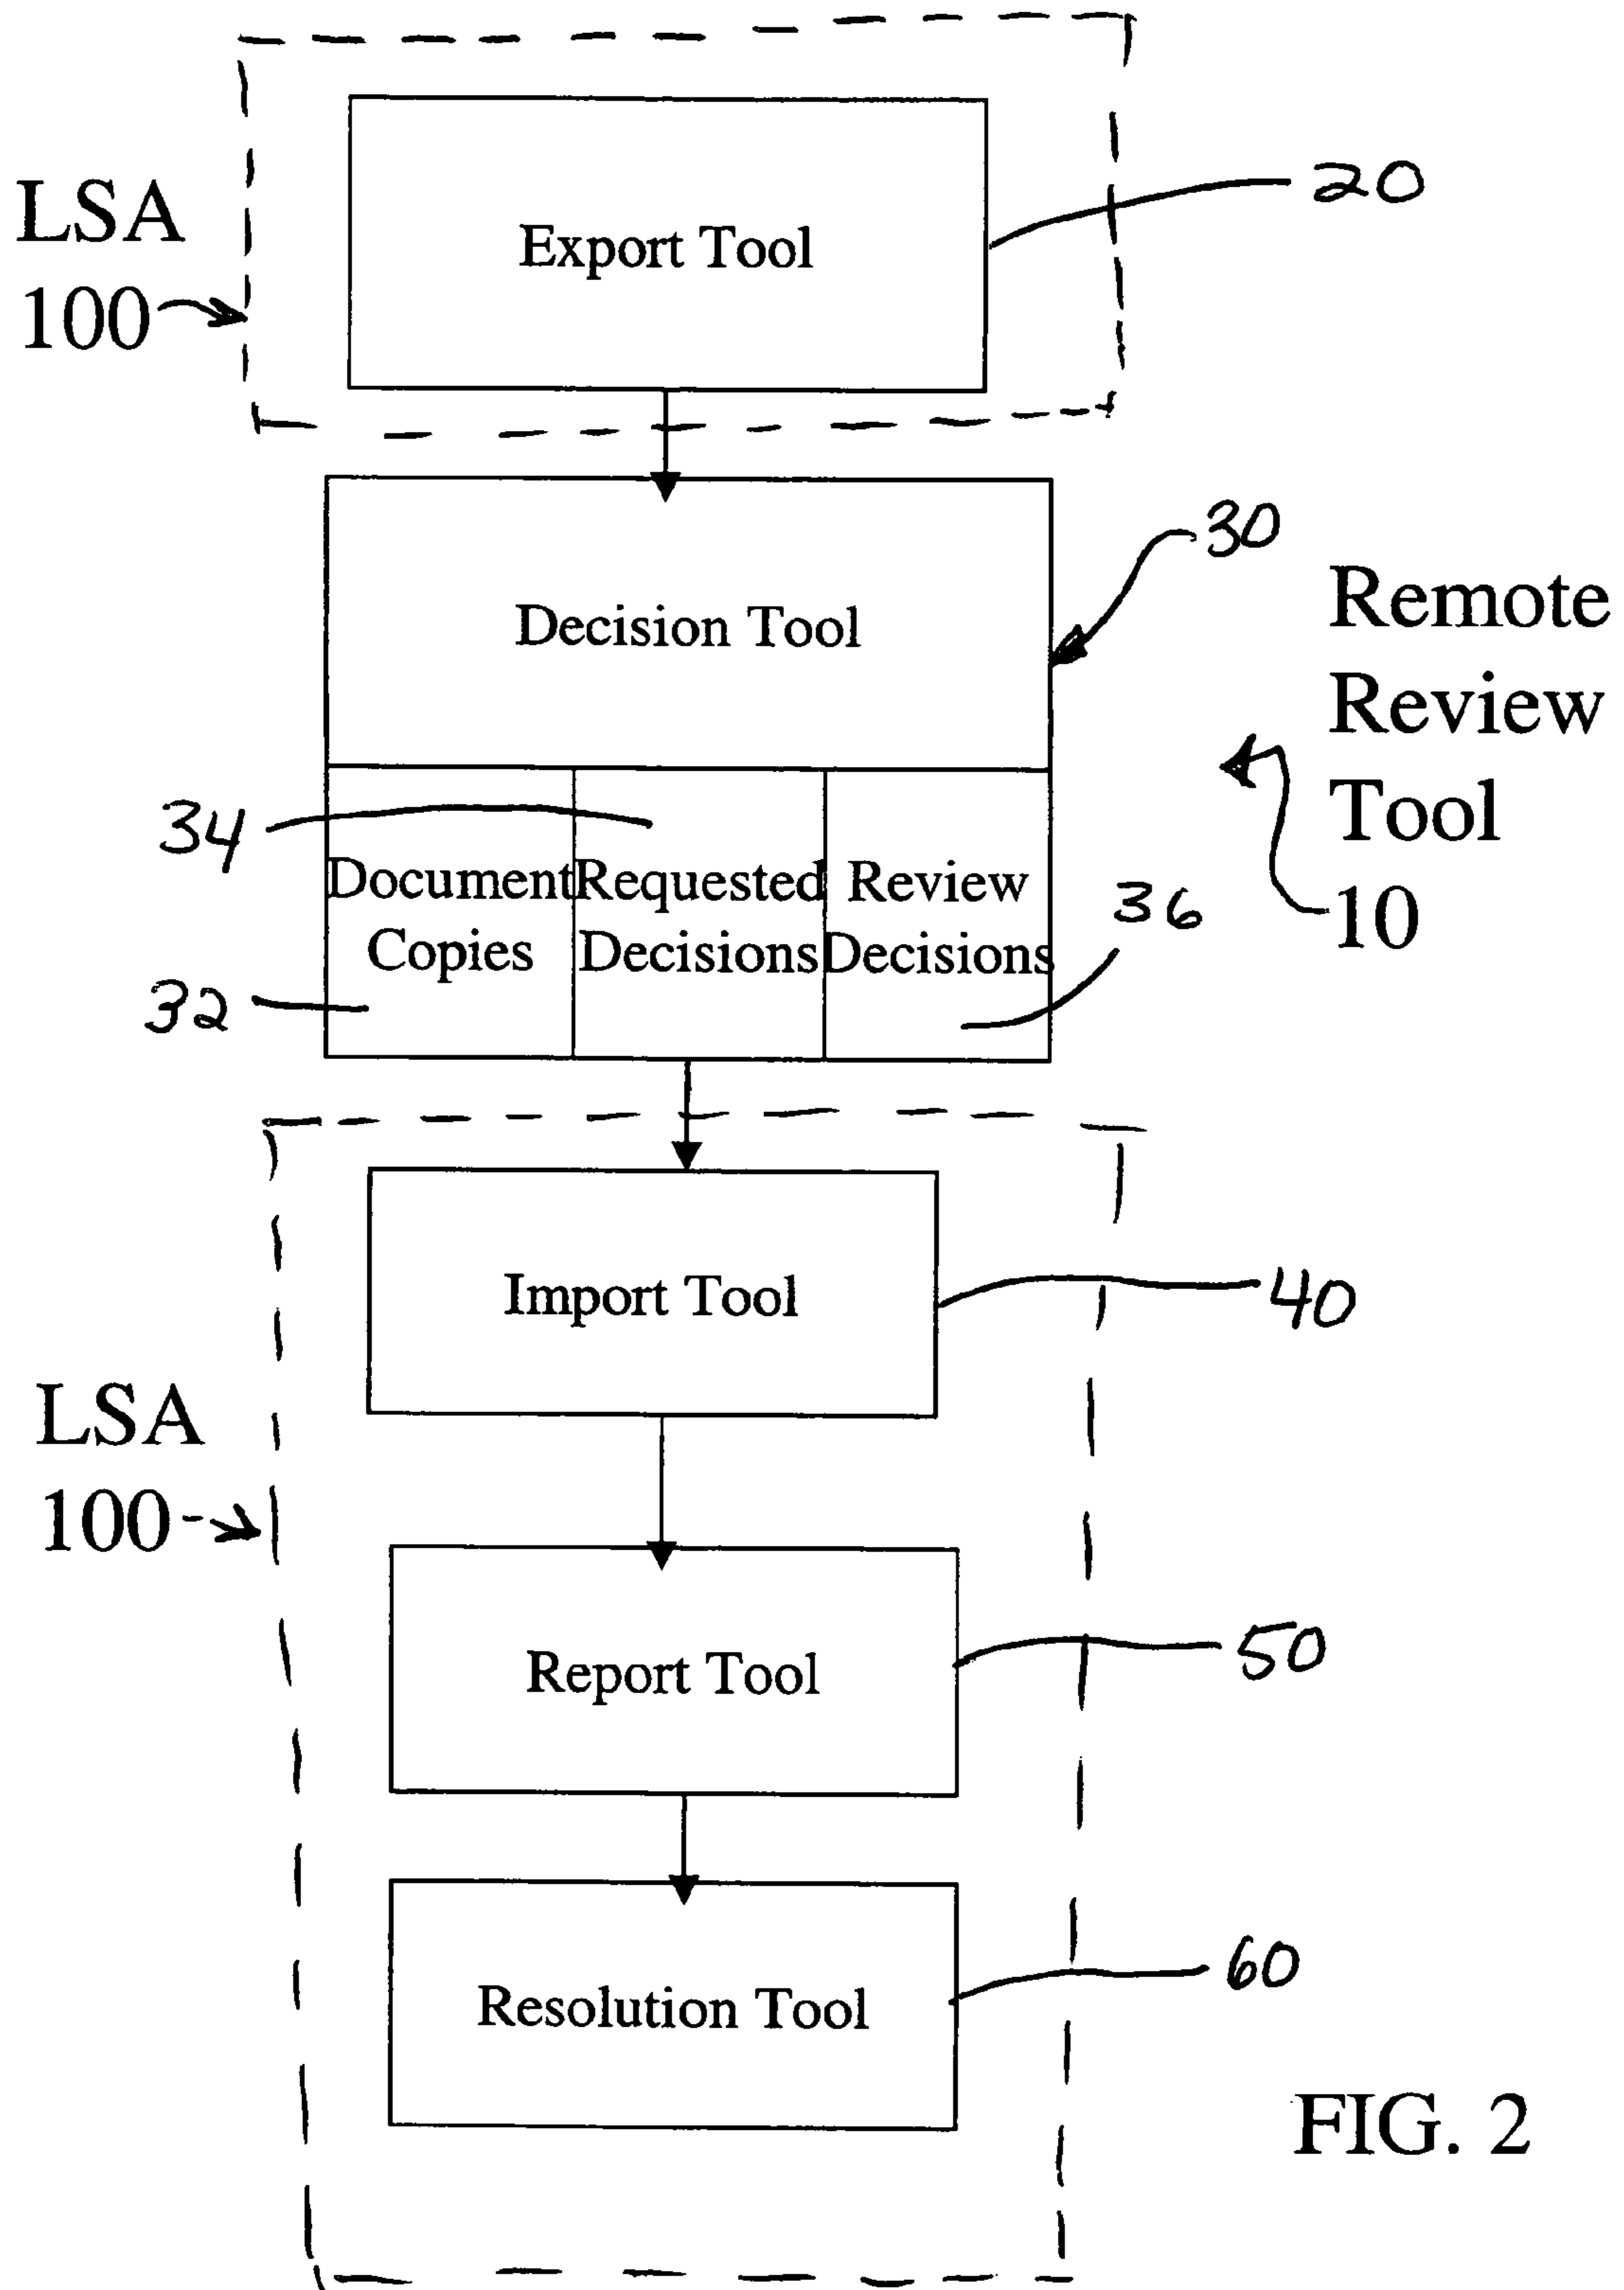 LSA
100
Export Tool
20
Decision Tool
30
Remote
Review
Tool
10
34
Document
Copies
Requested
Decisions
Review
Decisions
36
32
Import Tool
40
LSA
100
Report Tool
50
Resolution Tool
60
FIG. 2